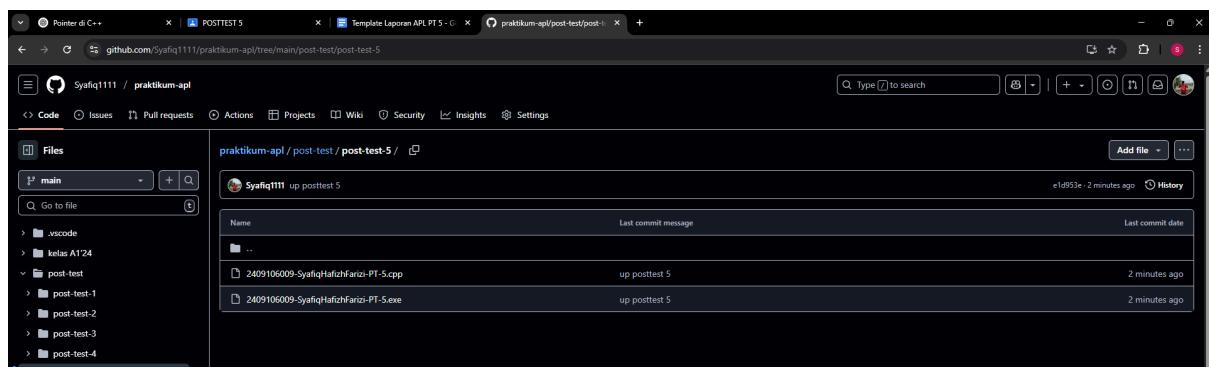 Pointer di C++
POSTTEST 5
Template Laporan APL PT 5 - G
praktikum-apl/post-test/post-t
github.com/Syafiq1111/praktikum-apl/tree/main/post-test/post-test-5
S
Syafiq1111 / praktikum-apl
Type / to search
Code Issues Pull requests Actions Projects Wiki Security Insights Settings
Files
praktikum-apl / post-test / post-test-5 /
Add file
main
Syafiq1111 up posttest 5
e1d953e · 2 minutes ago History
Go to file
t
Name Last commit message Last commit date
.vscode
..
kelas A1'24
2409106009-SyafiqHafizhFarizi-PT-5.cpp up posttest 5 2 minutes ago
post-test
2409106009-SyafiqHafizhFarizi-PT-5.exe up posttest 5 2 minutes ago
post-test-1
post-test-2
post-test-3
post-test-4